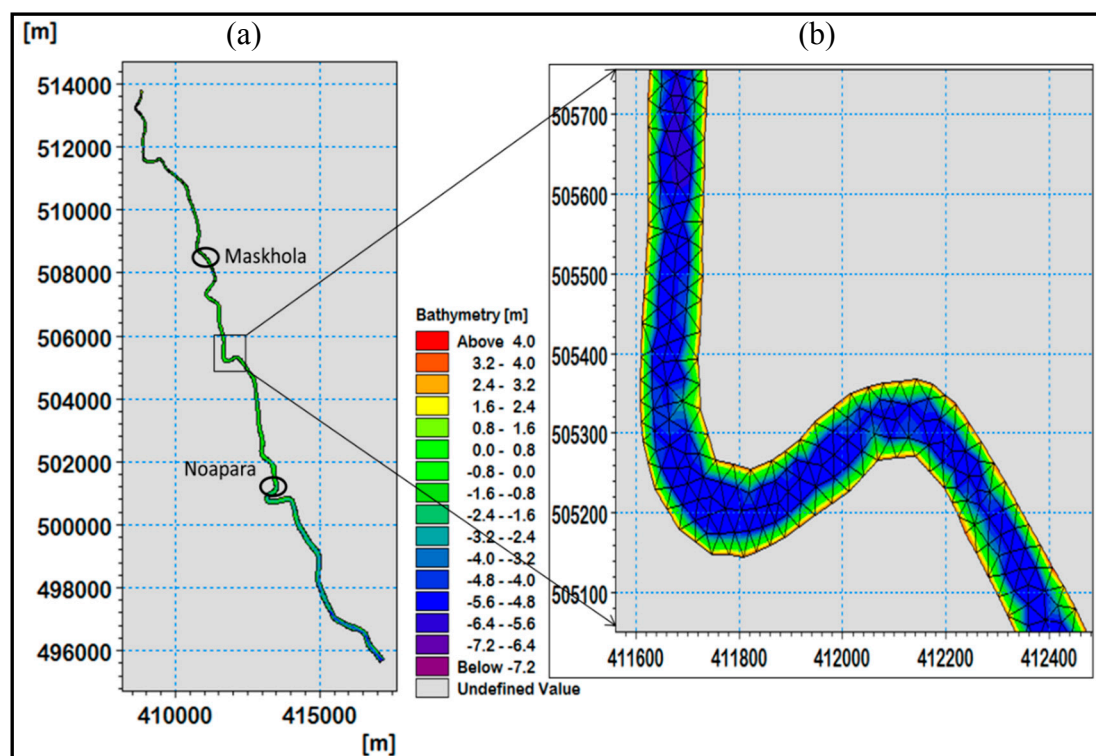 [m]
(a)
(b)
514000
512000
510000
508000
506000
504000
502000
500000
498000
496000
410000
415000
[m]
Maskhola
Noapara
Bathymetry [m]
Above 4.0
3.2 - 4.0
2.4 - 3.2
1.6 - 2.4
0.8 - 1.6
0.0 - 0.8
-0.8 - 0.0
-1.6 - -0.8
-2.4 - -1.6
-3.2 - -2.4
-4.0 - -3.2
-4.8 - -4.0
-5.6 - -4.8
-6.4 - -5.6
-7.2 - -6.4
Below -7.2
Undefined Value
505700
505600
505500
505400
505300
505200
505100
411600
411800
412000
412200
412400